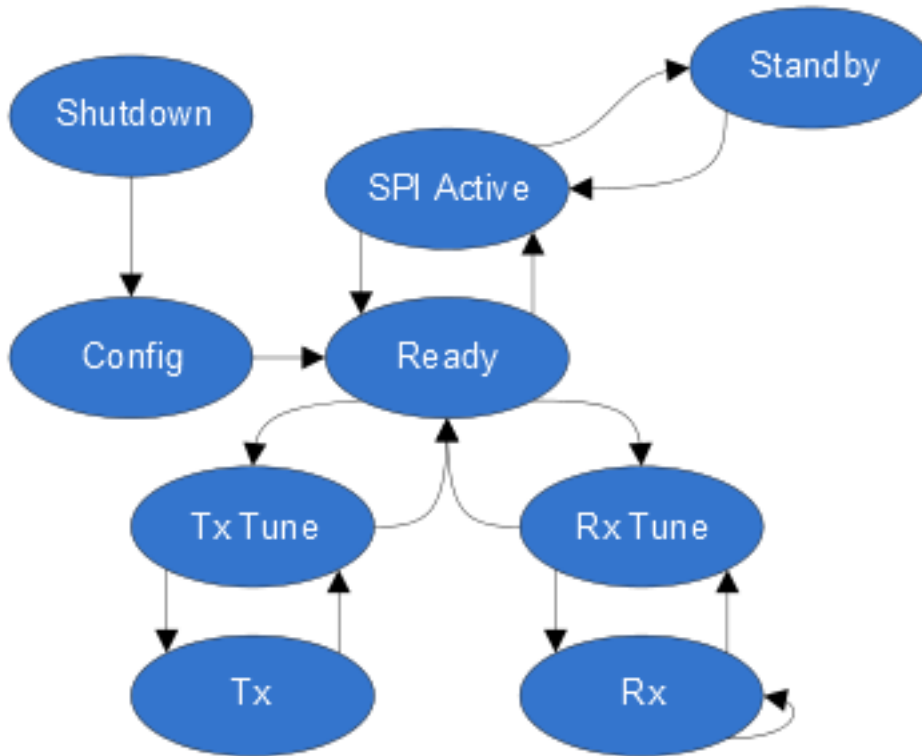 Standby
Shutdown
SPI Active
Config
Ready
Tx Tune
Rx Tune
Tx
Rx